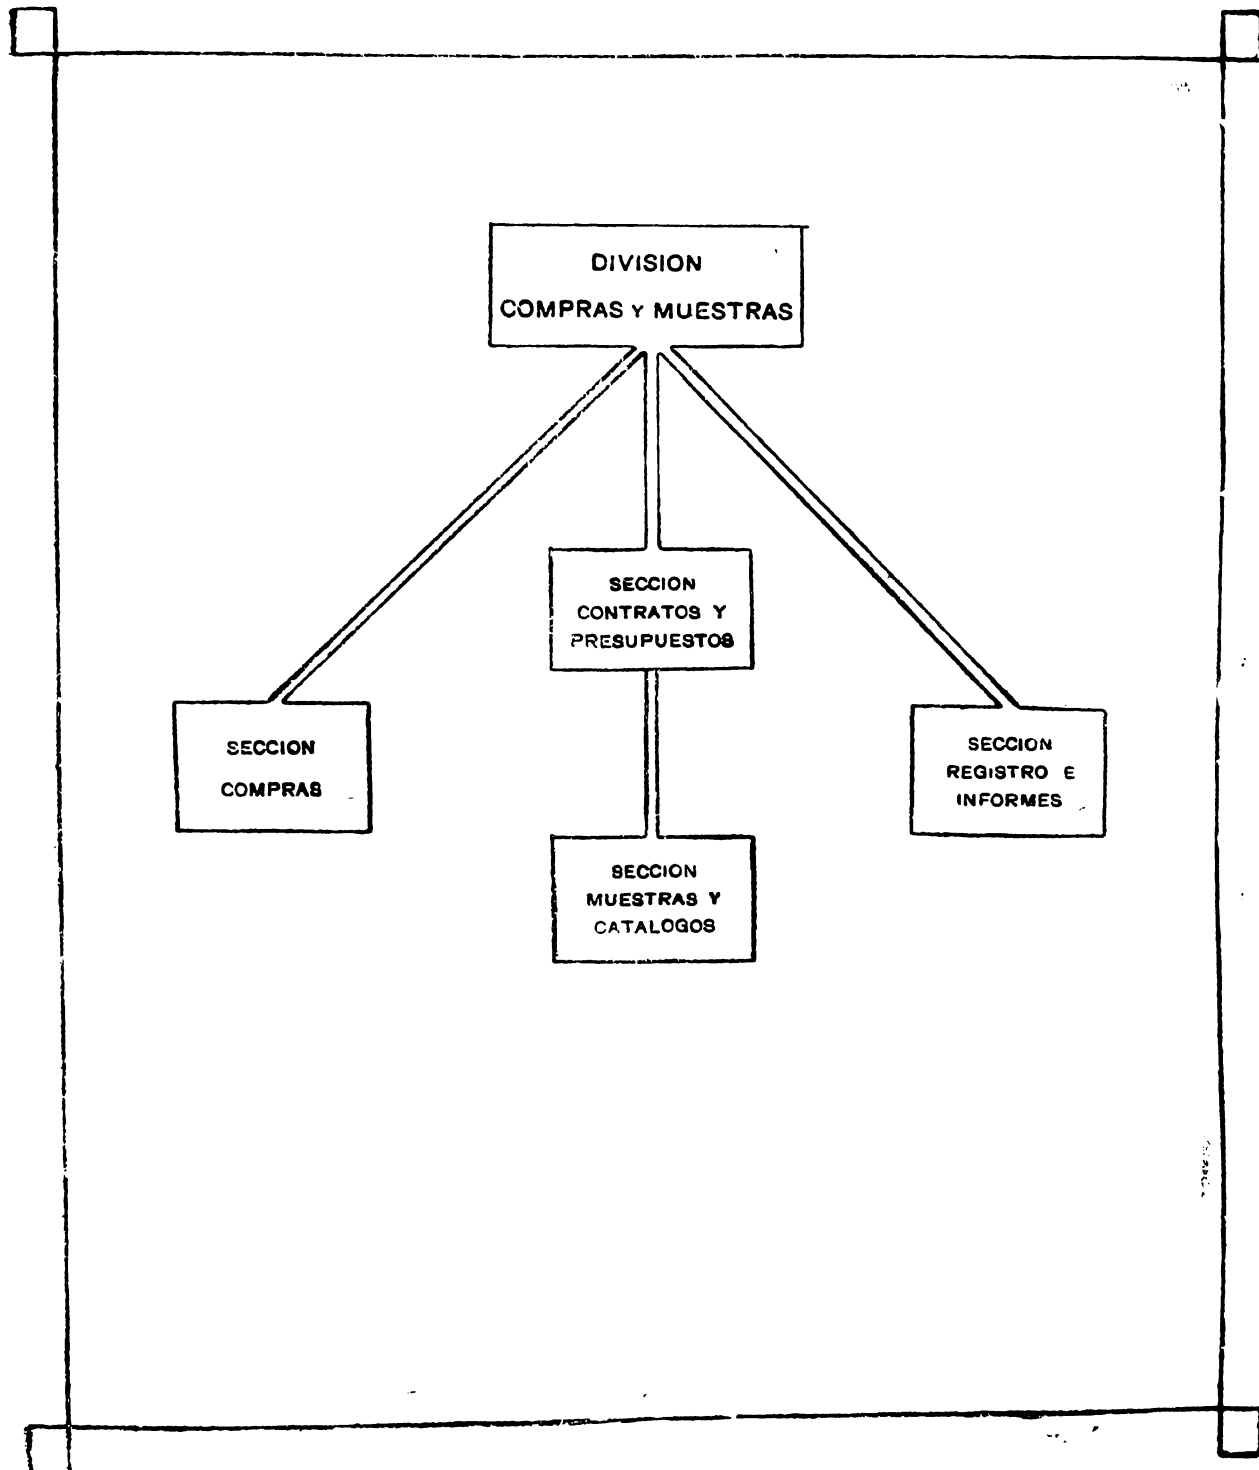 DIVISION
COMPRAS Y MUESTRAS
SECCION
CONTRATOS Y
PRESUPUESTOS
SECCION
COMPRAS
SECCION
REGISTRO E
INFORMES
SECCION
MUESTRAS Y
CATALOGOS